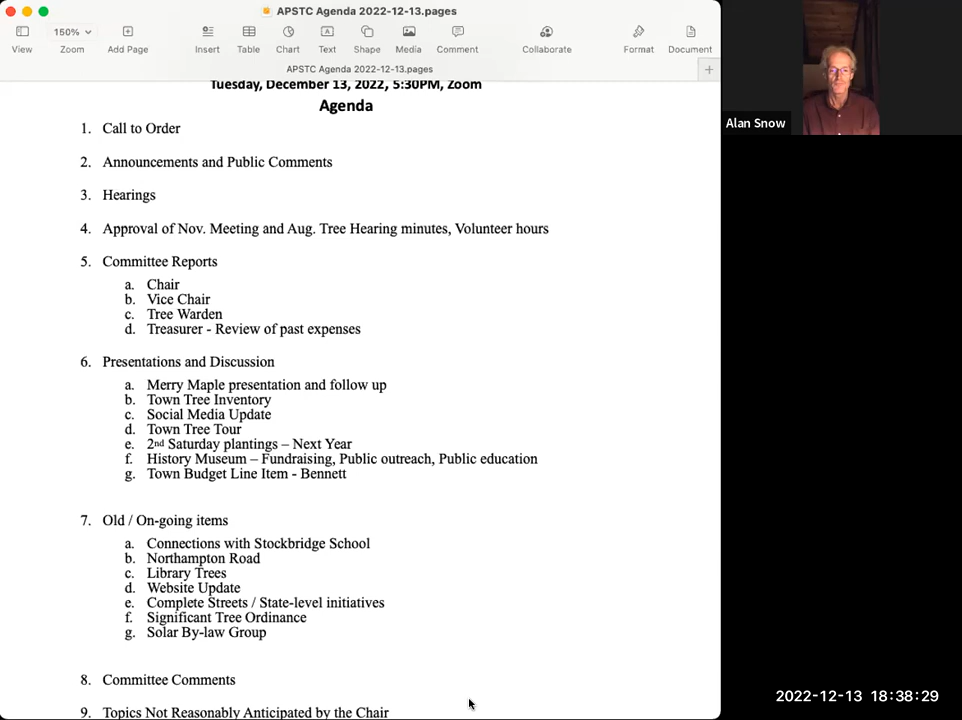 APSTC Agenda 2022-12-13.pages
150%
View
Zoom
Add Page
Insert
Table
Chart
Text
Shape
Media
Comment
Collaborate
Format
Document
APSTC Agenda 2022-12-13.pages
Tuesday, December 13, 2022, 5:30PM, Zoom
Agenda
1. Call to Order
2. Announcements and Public Comments
3. Hearings
4. Approval of Nov. Meeting and Aug. Tree Hearing minutes, Volunteer hours
5. Committee Reports
a. Chair
b. Vice Chair
c. Tree Warden
d. Treasurer - Review of past expenses
6. Presentations and Discussion
a. Merry Maple presentation and follow up
b. Town Tree Inventory
c. Social Media Update
d. Town Tree Tour
e. 2nd Saturday plantings – Next Year
f. History Museum – Fundraising, Public outreach, Public education
g. Town Budget Line Item - Bennett
7. Old / On-going items
a. Connections with Stockbridge School
b. Northampton Road
c. Library Trees
d. Website Update
e. Complete Streets / State-level initiatives
f. Significant Tree Ordinance
g. Solar By-law Group
8. Committee Comments
9. Topics Not Reasonably Anticipated by the Chair
Alan Snow
2022-12-13 18:38:29